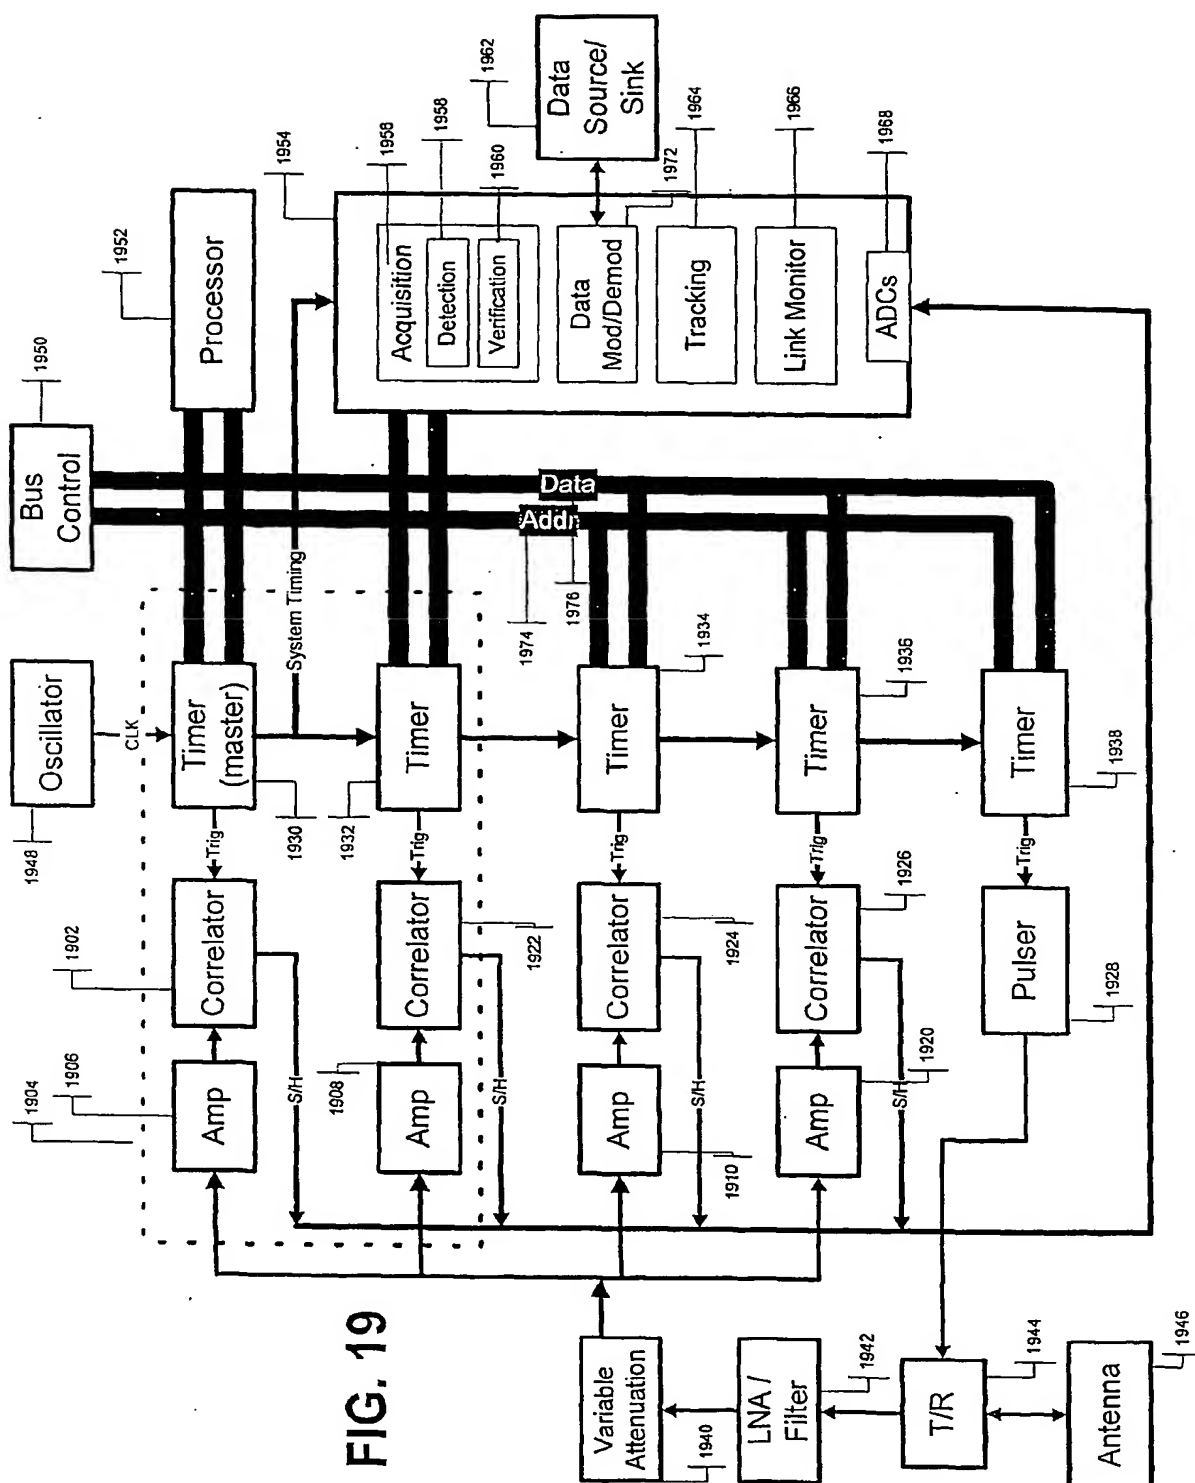 FIG. 19
1948
Oscillator
CLK
1950
Bus
Control
1952
Processor
1954
1958
Acquisition
1958
Detection
1960
Verification
1962
Data
Source/
Sink
1972
Data
Mod/Demod
1964
Tracking
1966
Link Monitor
1968
ADCs
System Timing
Data
Addr
1974
1976
1904
1906
Amp
1902
Correlator
Trig
Timer
(master)
1930
S/H
1908
Amp
Correlator
1922
Trig
Timer
1932
S/H
Amp
1910
Correlator
1924
Trig
Timer
1934
S/H
Amp
1920
Correlator
1926
Trig
Timer
1936
S/H
Pulser
1928
Trig
Timer
1938
Variable
Attenuation
1940
LNA /
Filter
1942
T/R
1944
Antenna
1946